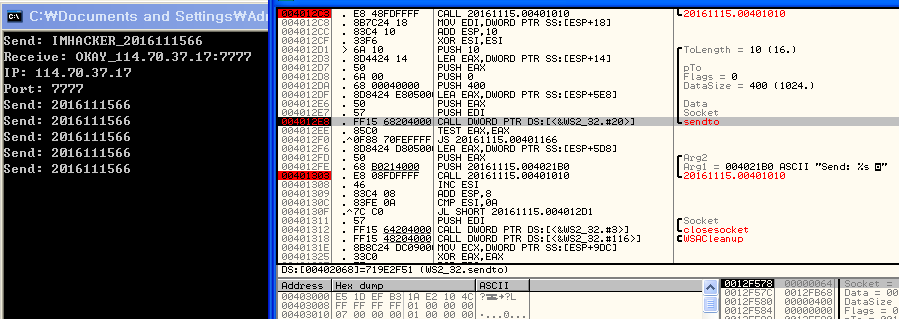 C:\Documents and Settings\Ad
Send: IMHACKER_2016111566
Receive: OKAY_114.70.37.17:7777
IP: 114.70.37.17
Port: 7777
Send: 2016111566
Send: 2016111566
Send: 2016111566
Send: 2016111566
Send: 2016111566
004012C3 . E8 48FDFFFF CALL 20161115.00401010 20161115.00401010
004012C8 . 8B7C24 18 MOV EDI,DWORD PTR SS:[ESP+18]
004012CC . 83C4 10 ADD ESP,10
004012CF . 33F6 XOR ESI,ESI
004012D1 > 6A 10 PUSH 10 ToLength = 10 (16.)
004012D3 . 8D4424 14 LEA EAX,DWORD PTR SS:[ESP+14]
004012D7 . 50 PUSH EAX pTo
004012D8 . 6A 00 PUSH 0 Flags = 0
004012DA . 68 00040000 PUSH 400 DataSize = 400 (1024.)
004012DF . 8D8424 E80500 LEA EAX,DWORD PTR SS:[ESP+5E8]
004012E6 . 50 PUSH EAX Data
004012E7 . 57 PUSH EDI Socket
004012E8 . FF15 68204000 CALL DWORD PTR DS:[<&WS2_32.#20>] sendto
004012EE . 85C0 TEST EAX,EAX
004012F0 .^0F88 70FEFFFF JS 20161115.00401166
004012F6 . 8D8424 D80500 LEA EAX,DWORD PTR SS:[ESP+5D8]
004012FD . 50 PUSH EAX Arg2
004012FE . 68 B0214000 PUSH 20161115.004021B0 Arg1 = 004021B0 ASCII "Send: %s
00401303 . E8 08FDFFFF CALL 20161115.00401010 20161115.00401010
00401308 . 46 INC ESI
00401309 . 83C4 08 ADD ESP,8
0040130C . 83FE 0A CMP ESI,0A
0040130F .^7C C0 JL SHORT 20161115.004012D1
00401311 . 57 PUSH EDI Socket
00401312 . FF15 64204000 CALL DWORD PTR DS:[<&WS2_32.#3>] closesocket
00401318 . FF15 48204000 CALL DWORD PTR DS:[<&WS2_32.#116>] WSACleanup
0040131E . 8B8C24 DC0900 MOV ECX,DWORD PTR SS:[ESP+9DC]
00401325 . 33C0 XOR EAX,EAX
DS:[00402068]=719E2F51 (WS2_32.sendto)
Address Hex dump ASCII
00403000 E5 1D EF B3 1A E2 10 4C
00403008 FF FF FF FF 01 00 00 00
00403010 07 00 00 00 01 00 00 00
0012F578 00000064 Socket =
0012F57C 0012FB68 Data = 00
0012F580 00000400 DataSize
0012F584 00000000 Flags = 0